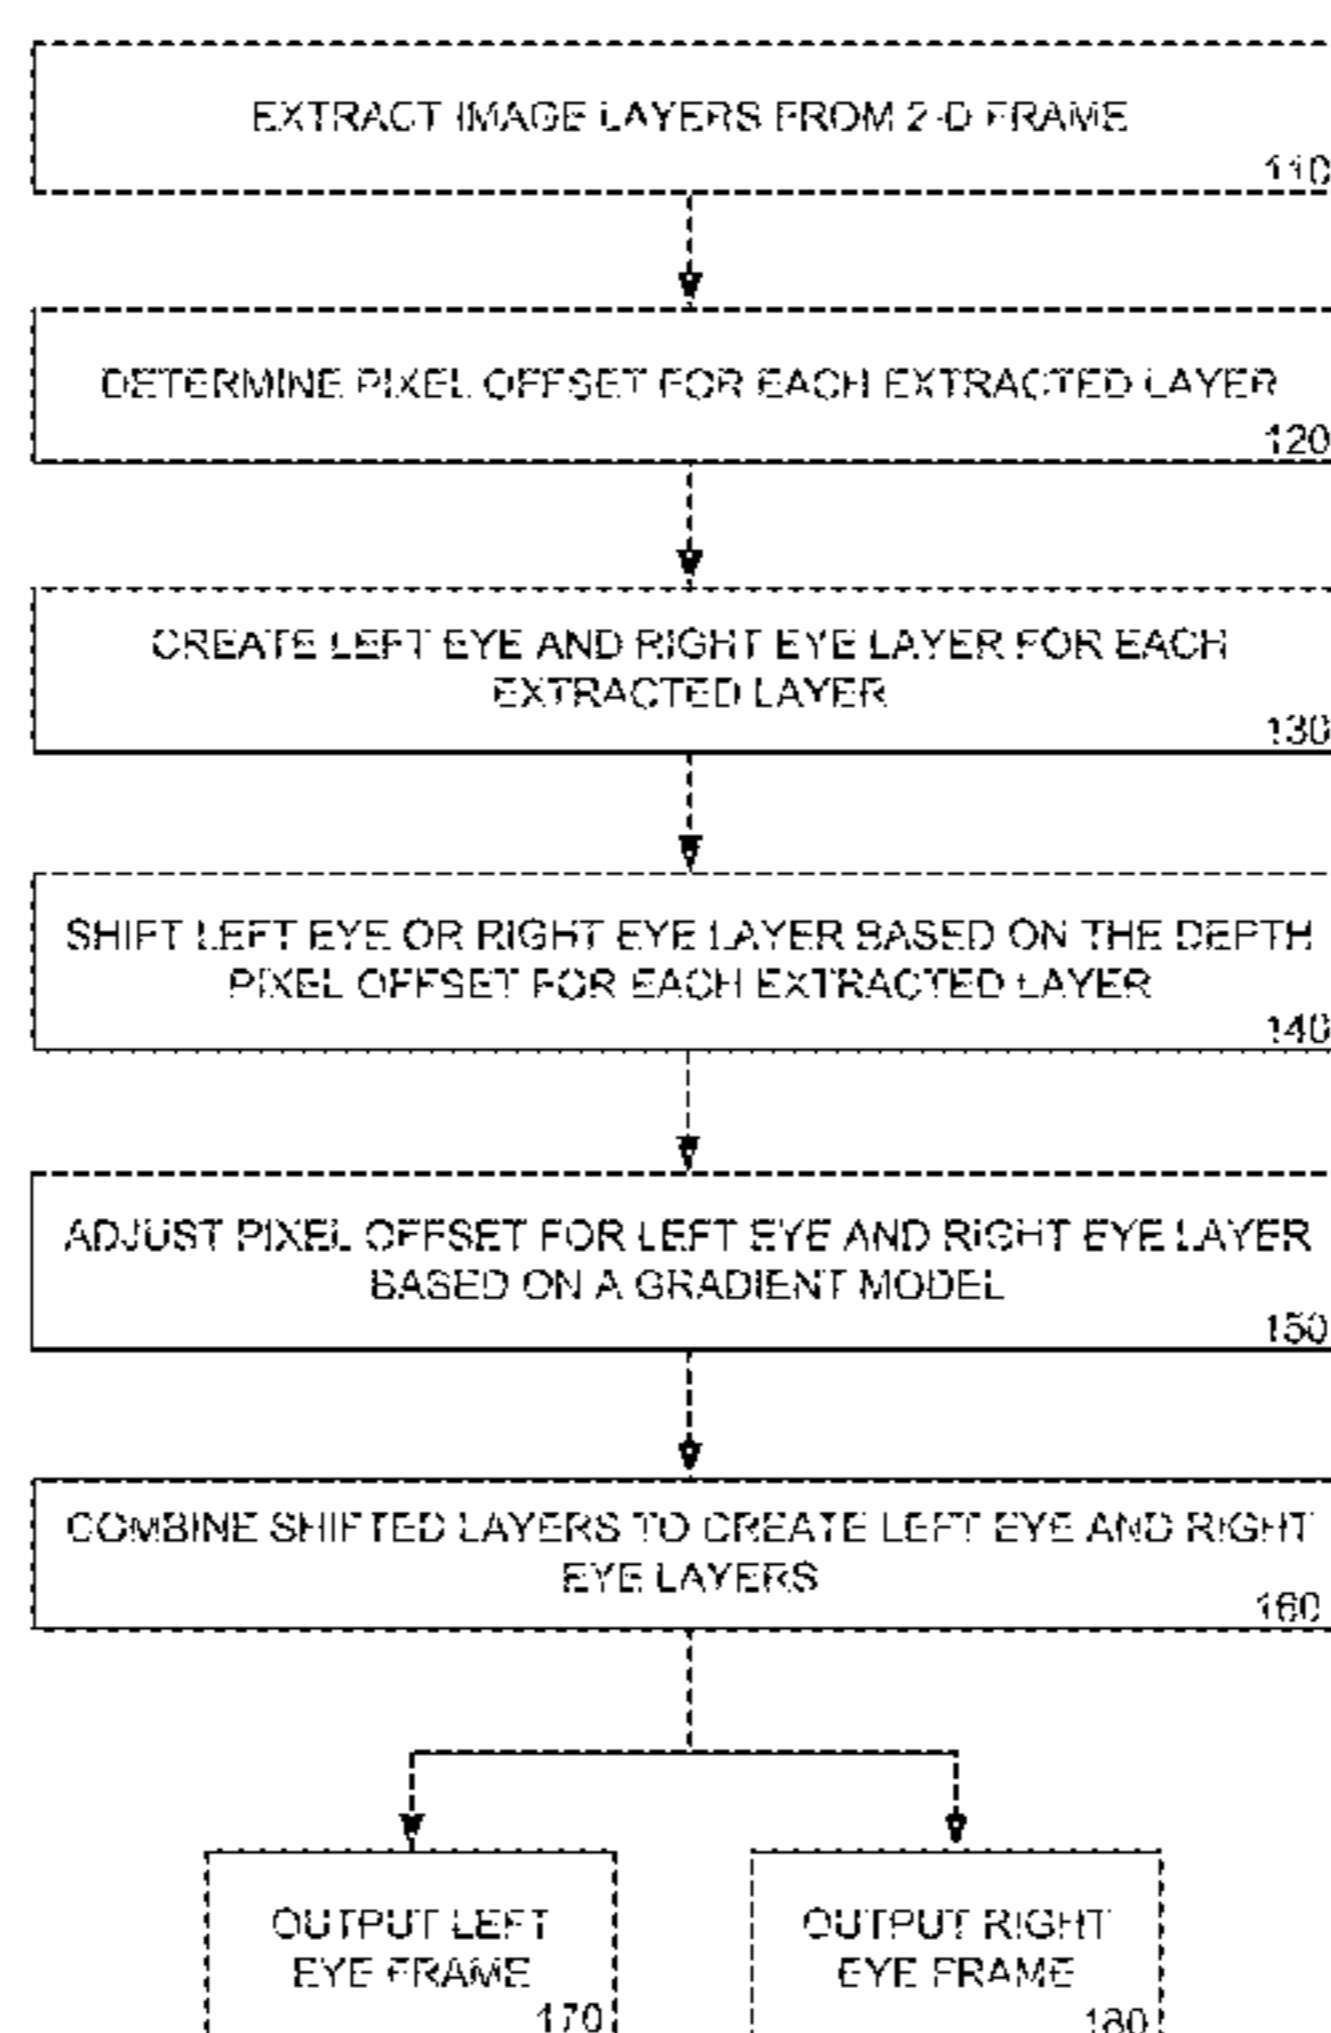 EXTRACT IMAGE LAYERS FROM 2-D FRAME
110
DETERMINE PIXEL OFFSET FOR EACH EXTRACTED LAYER
120
CREATE LEFT EYE AND RIGHT EYE LAYER FOR EACH
EXTRACTED LAYER
130
SHIFT LEFT EYE OR RIGHT EYE LAYER BASED ON THE DEPTH
PIXEL OFFSET FOR EACH EXTRACTED LAYER
140
ADJUST PIXEL OFFSET FOR LEFT EYE AND RIGHT EYE LAYER
BASED ON A GRADIENT MODEL
150
COMBINE SHIFTED LAYERS TO CREATE LEFT EYE AND RIGHT
EYE LAYERS
160
OUTPUT LEFT
EYE FRAME
170
OUTPUT RIGHT
EYE FRAME
180